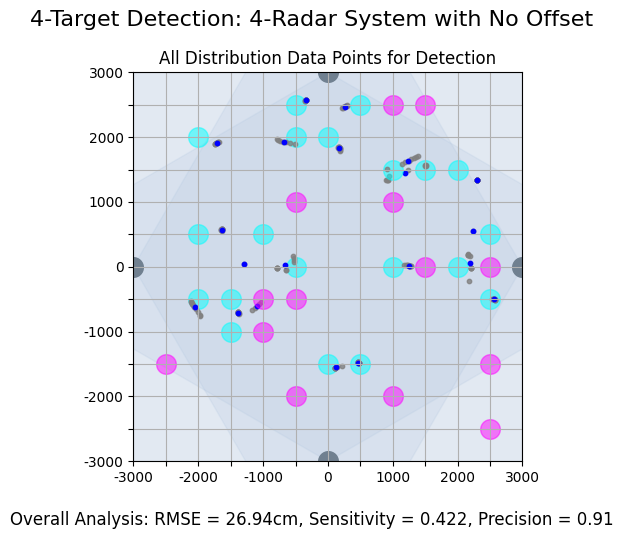 4-Target Detection: 4-Radar System with No Offset
All Distribution Data Points for Detection
3000
2000
1000
0
-1000
-2000
-3000
-3000 -2000 -1000 0 1000 2000 3000
Overall Analysis: RMSE = 26.94cm, Sensitivity = 0.422, Precision = 0.91